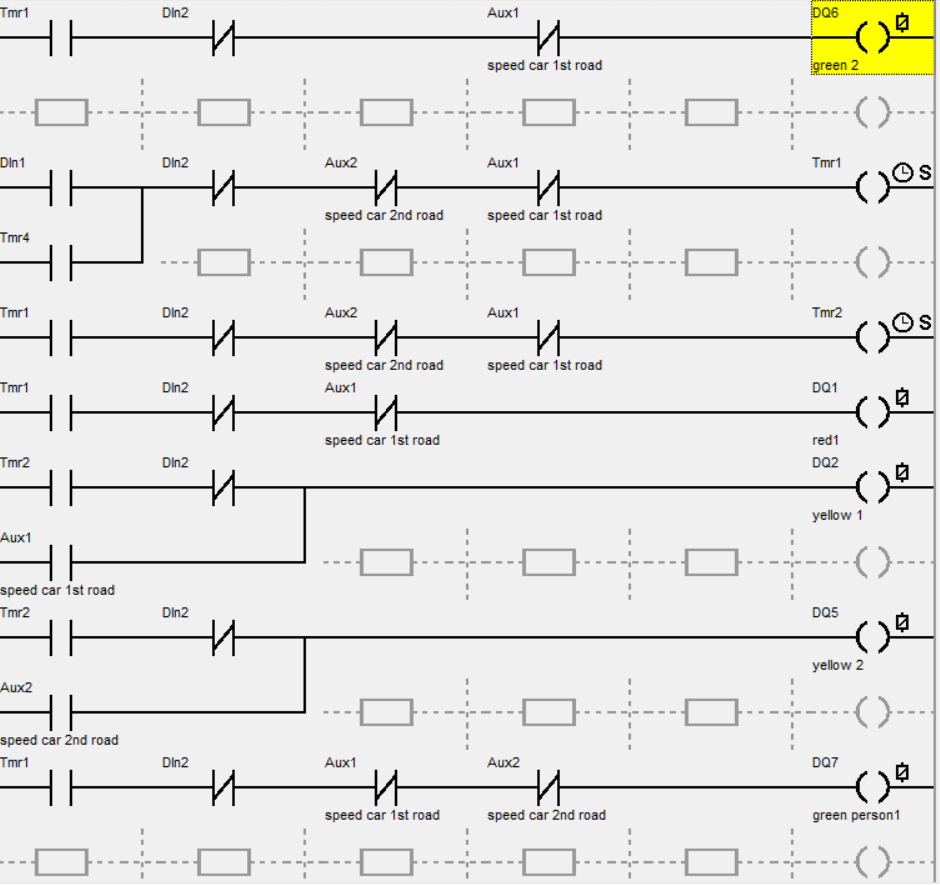 Tmr1 DIn2 Aux1 DQ6
speed car 1st road green 2
DIn1 DIn2 Aux2 Aux1 Tmr1
S
speed car 2nd road speed car 1st road
Tmr4
Tmr1 DIn2 Aux2 Aux1 Tmr2
S
speed car 2nd road speed car 1st road
Tmr1 DIn2 Aux1 DQ1
speed car 1st road red1
Tmr2 DIn2 DQ2
yellow 1
Aux1
speed car 1st road
Tmr2 DIn2 DQ5
yellow 2
Aux2
speed car 2nd road
Tmr1 DIn2 Aux1 Aux2 DQ7
speed car 1st road speed car 2nd road green person1